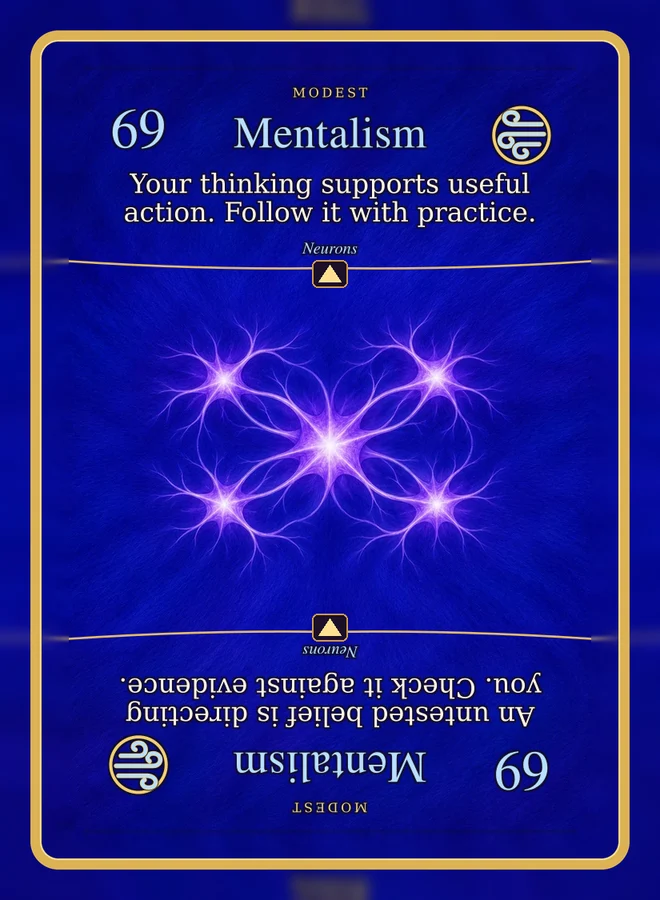 MODEST
69
Mentalism
Your thinking supports useful
action. Follow it with practice.
Neurons
Neurons
An untested belief is directing
you. Check it against evidence.
69
Mentalism
MODEST